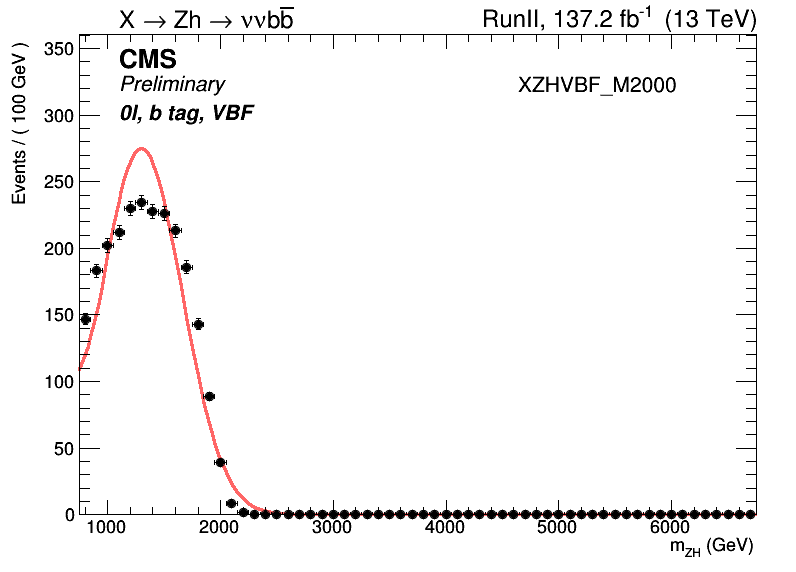 X → Zh → ννbb̅
RunII, 137.2 fb⁻¹ (13 TeV)
CMS
Preliminary
0l, b tag, VBF
XZHVBF_M2000
Events / ( 100 GeV )
350
300
250
200
150
100
50
0
1000 2000 3000 4000 5000 6000
m_ZH (GeV)